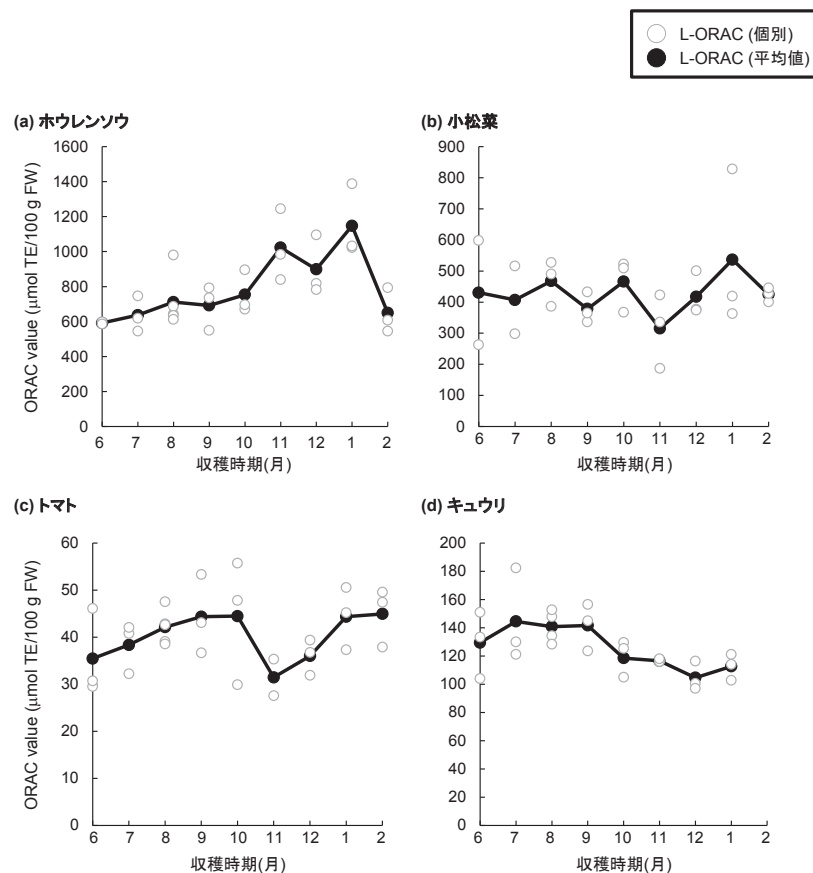 L-ORAC (個別)
L-ORAC (平均値)
(a) ホウレンソウ
1600
1400
1200
1000
800
600
400
200
0
6 7 8 9 10 11 12 1 2
収穫時期(月)
ORAC value (μmol TE/100 g FW)
(b) 小松菜
900
800
700
600
500
400
300
200
100
0
6 7 8 9 10 11 12 1 2
収穫時期(月)
(c) トマト
60
50
40
30
20
10
0
6 7 8 9 10 11 12 1 2
収穫時期(月)
ORAC value (μmol TE/100 g FW)
(d) キュウリ
200
180
160
140
120
100
80
60
40
20
0
6 7 8 9 10 11 12 1 2
収穫時期(月)